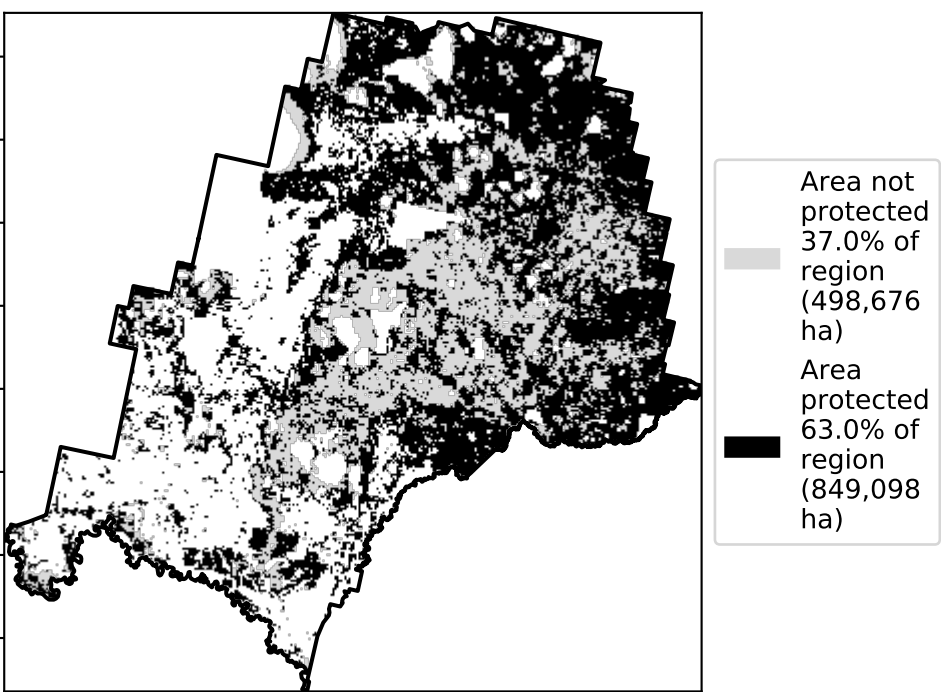 Area not
protected
37.0% of
region
(498,676
ha)
Area
protected
63.0% of
region
(849,098
ha)